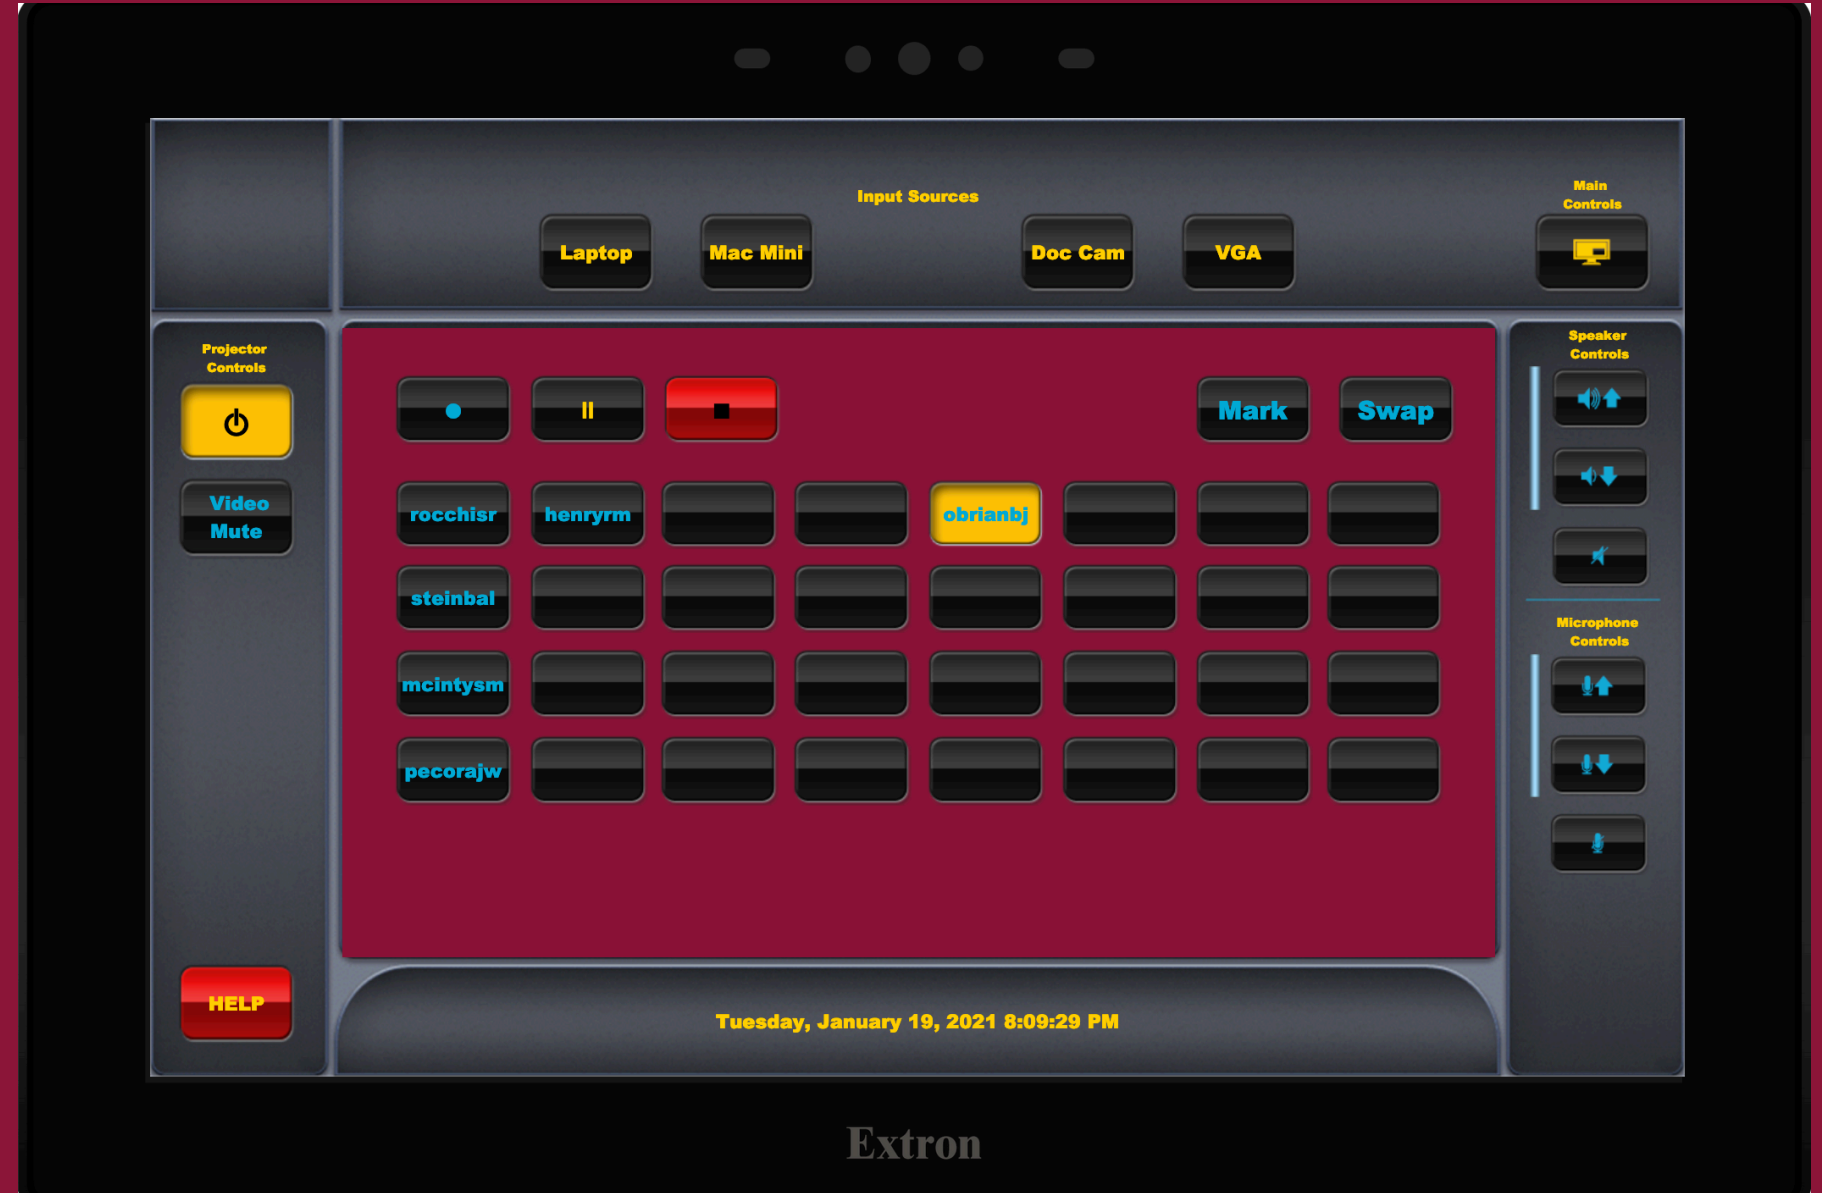 Input Sources
Main
Controls
Laptop
Mac Mini
Doc Cam
VGA
Projector
Controls
Video
Mute
HELP
Mark
Swap
rocchisr
henryrm
obrianbj
steinbal
mcintysm
pecorajw
Speaker
Controls
Microphone
Controls
Tuesday, January 19, 2021 8:09:29 PM
Extron